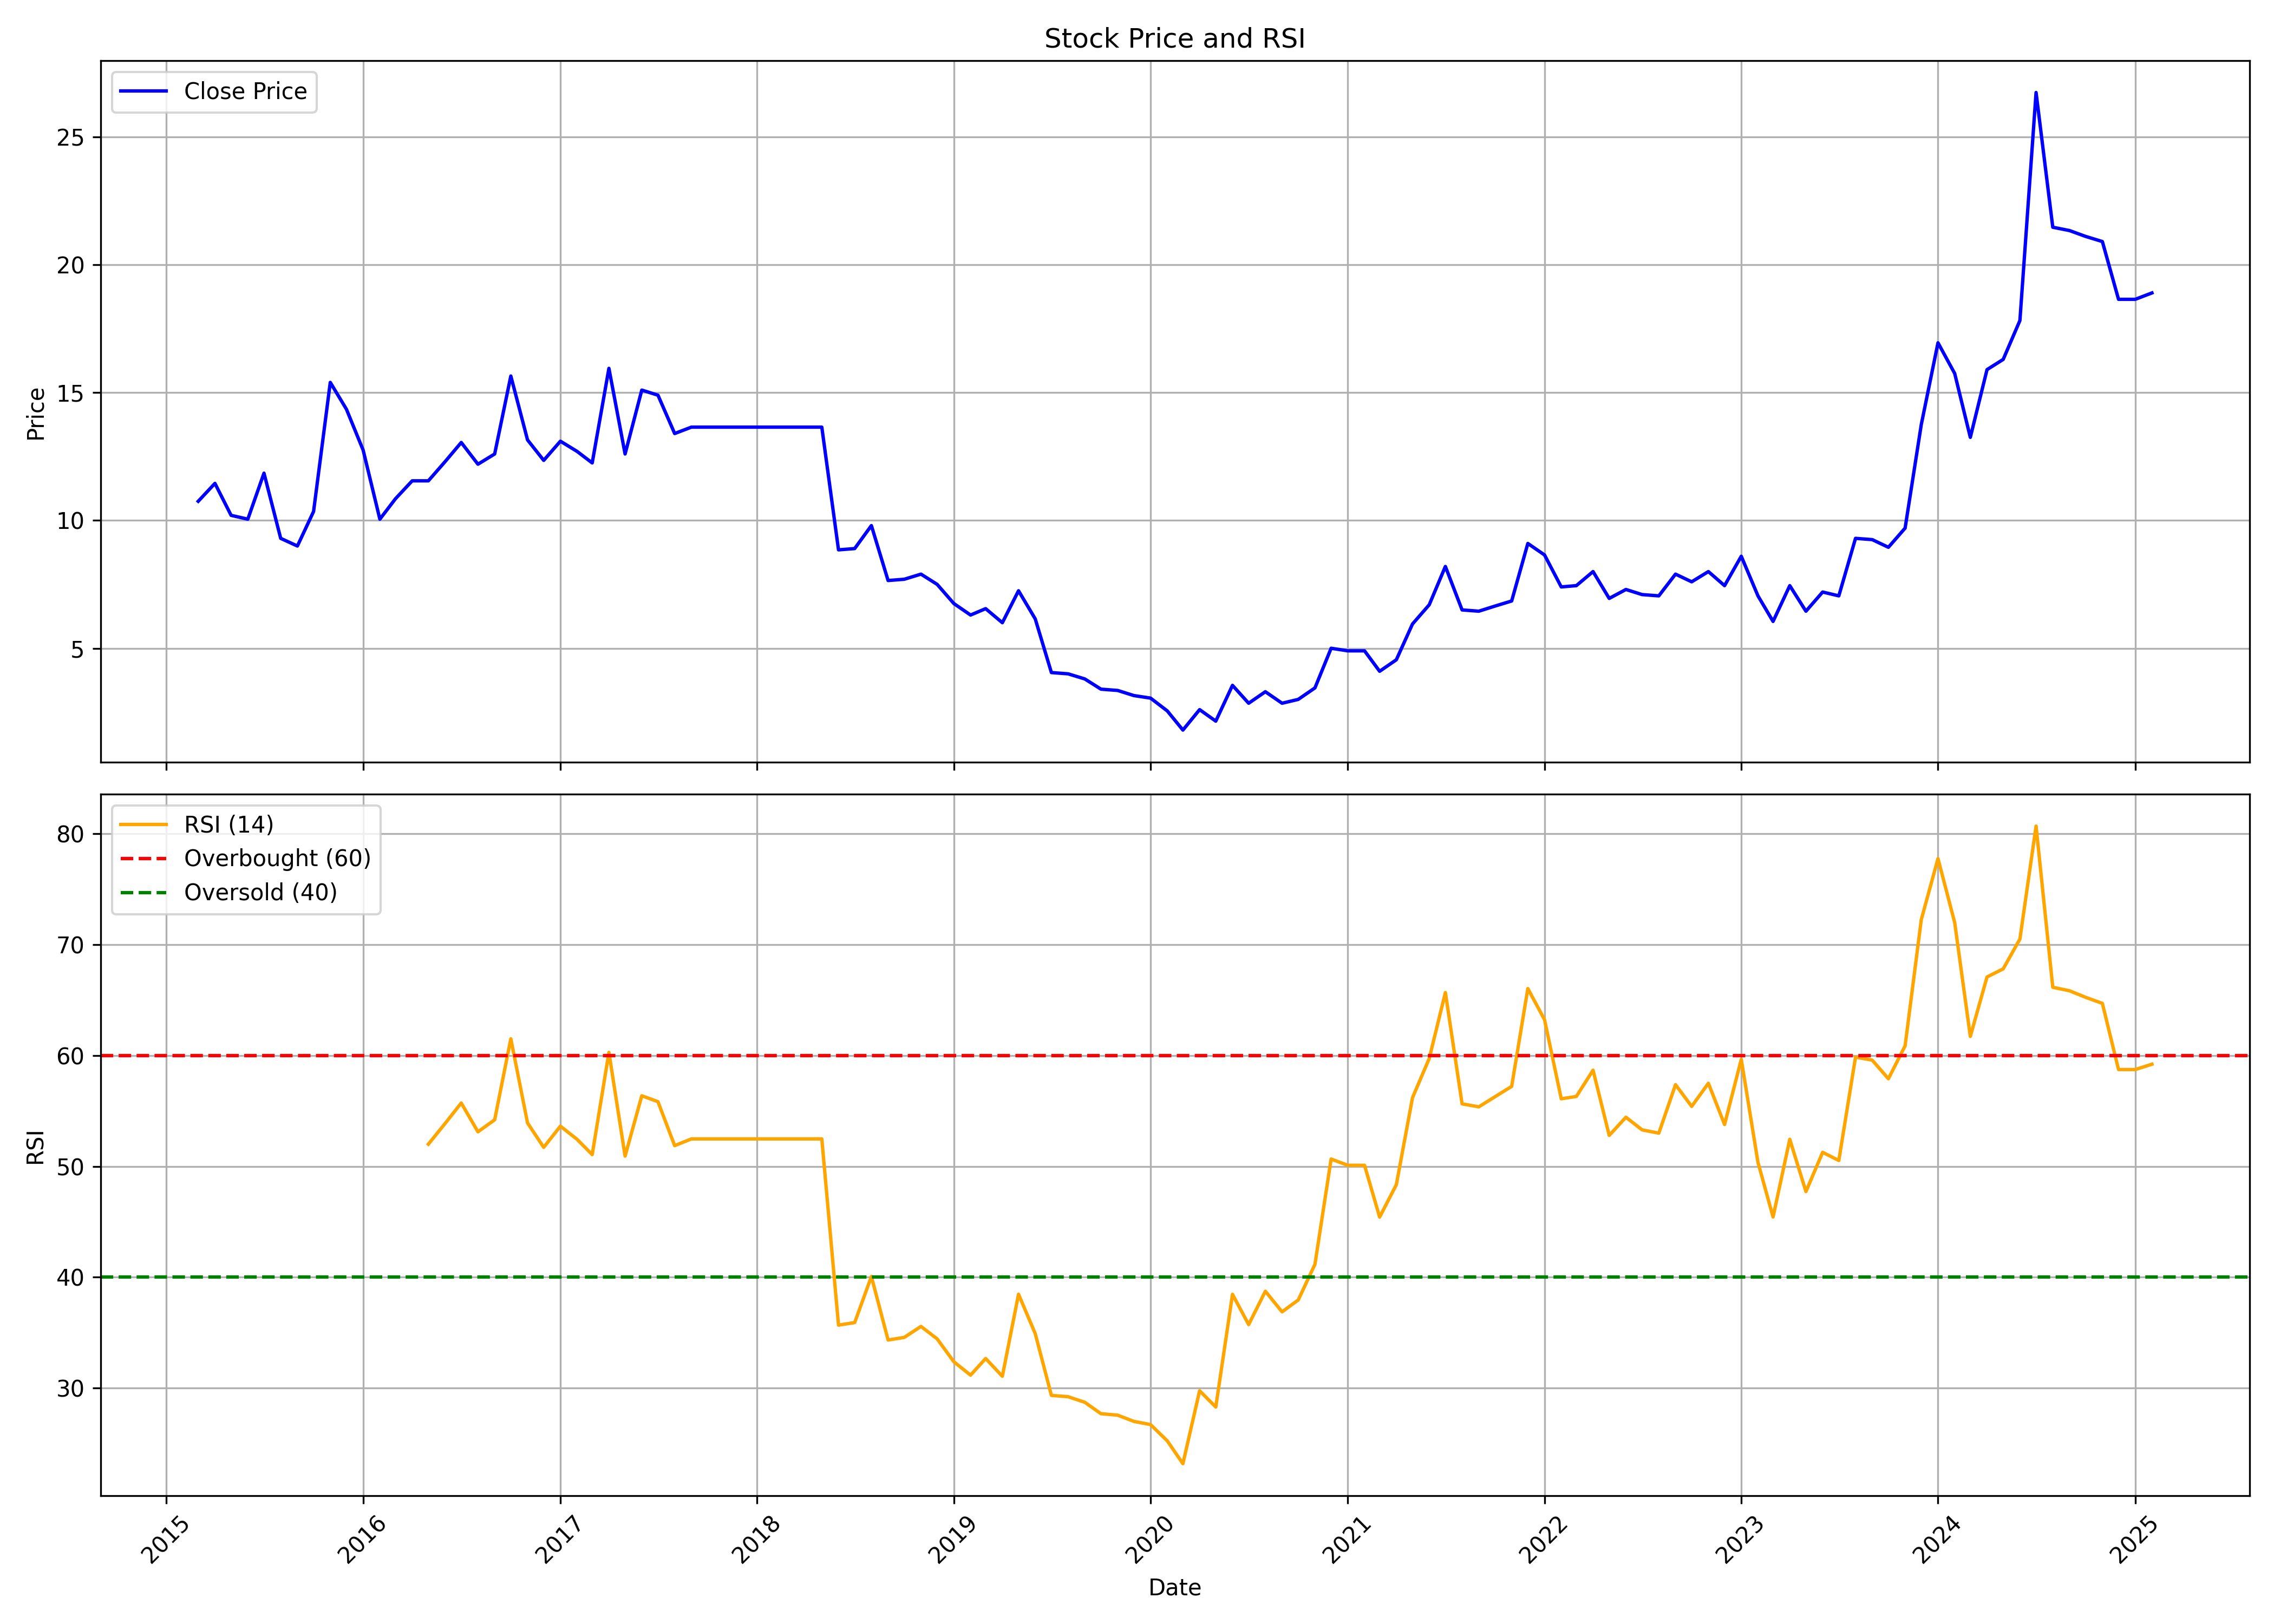 Stock Price and RSI
Close Price
25
20
15
10
5
Price
RSI (14)
Overbought (60)
Oversold (40)
80
70
60
50
40
30
RSI
2015
2016
2017
2018
2019
2020
2021
2022
2023
2024
2025
Date